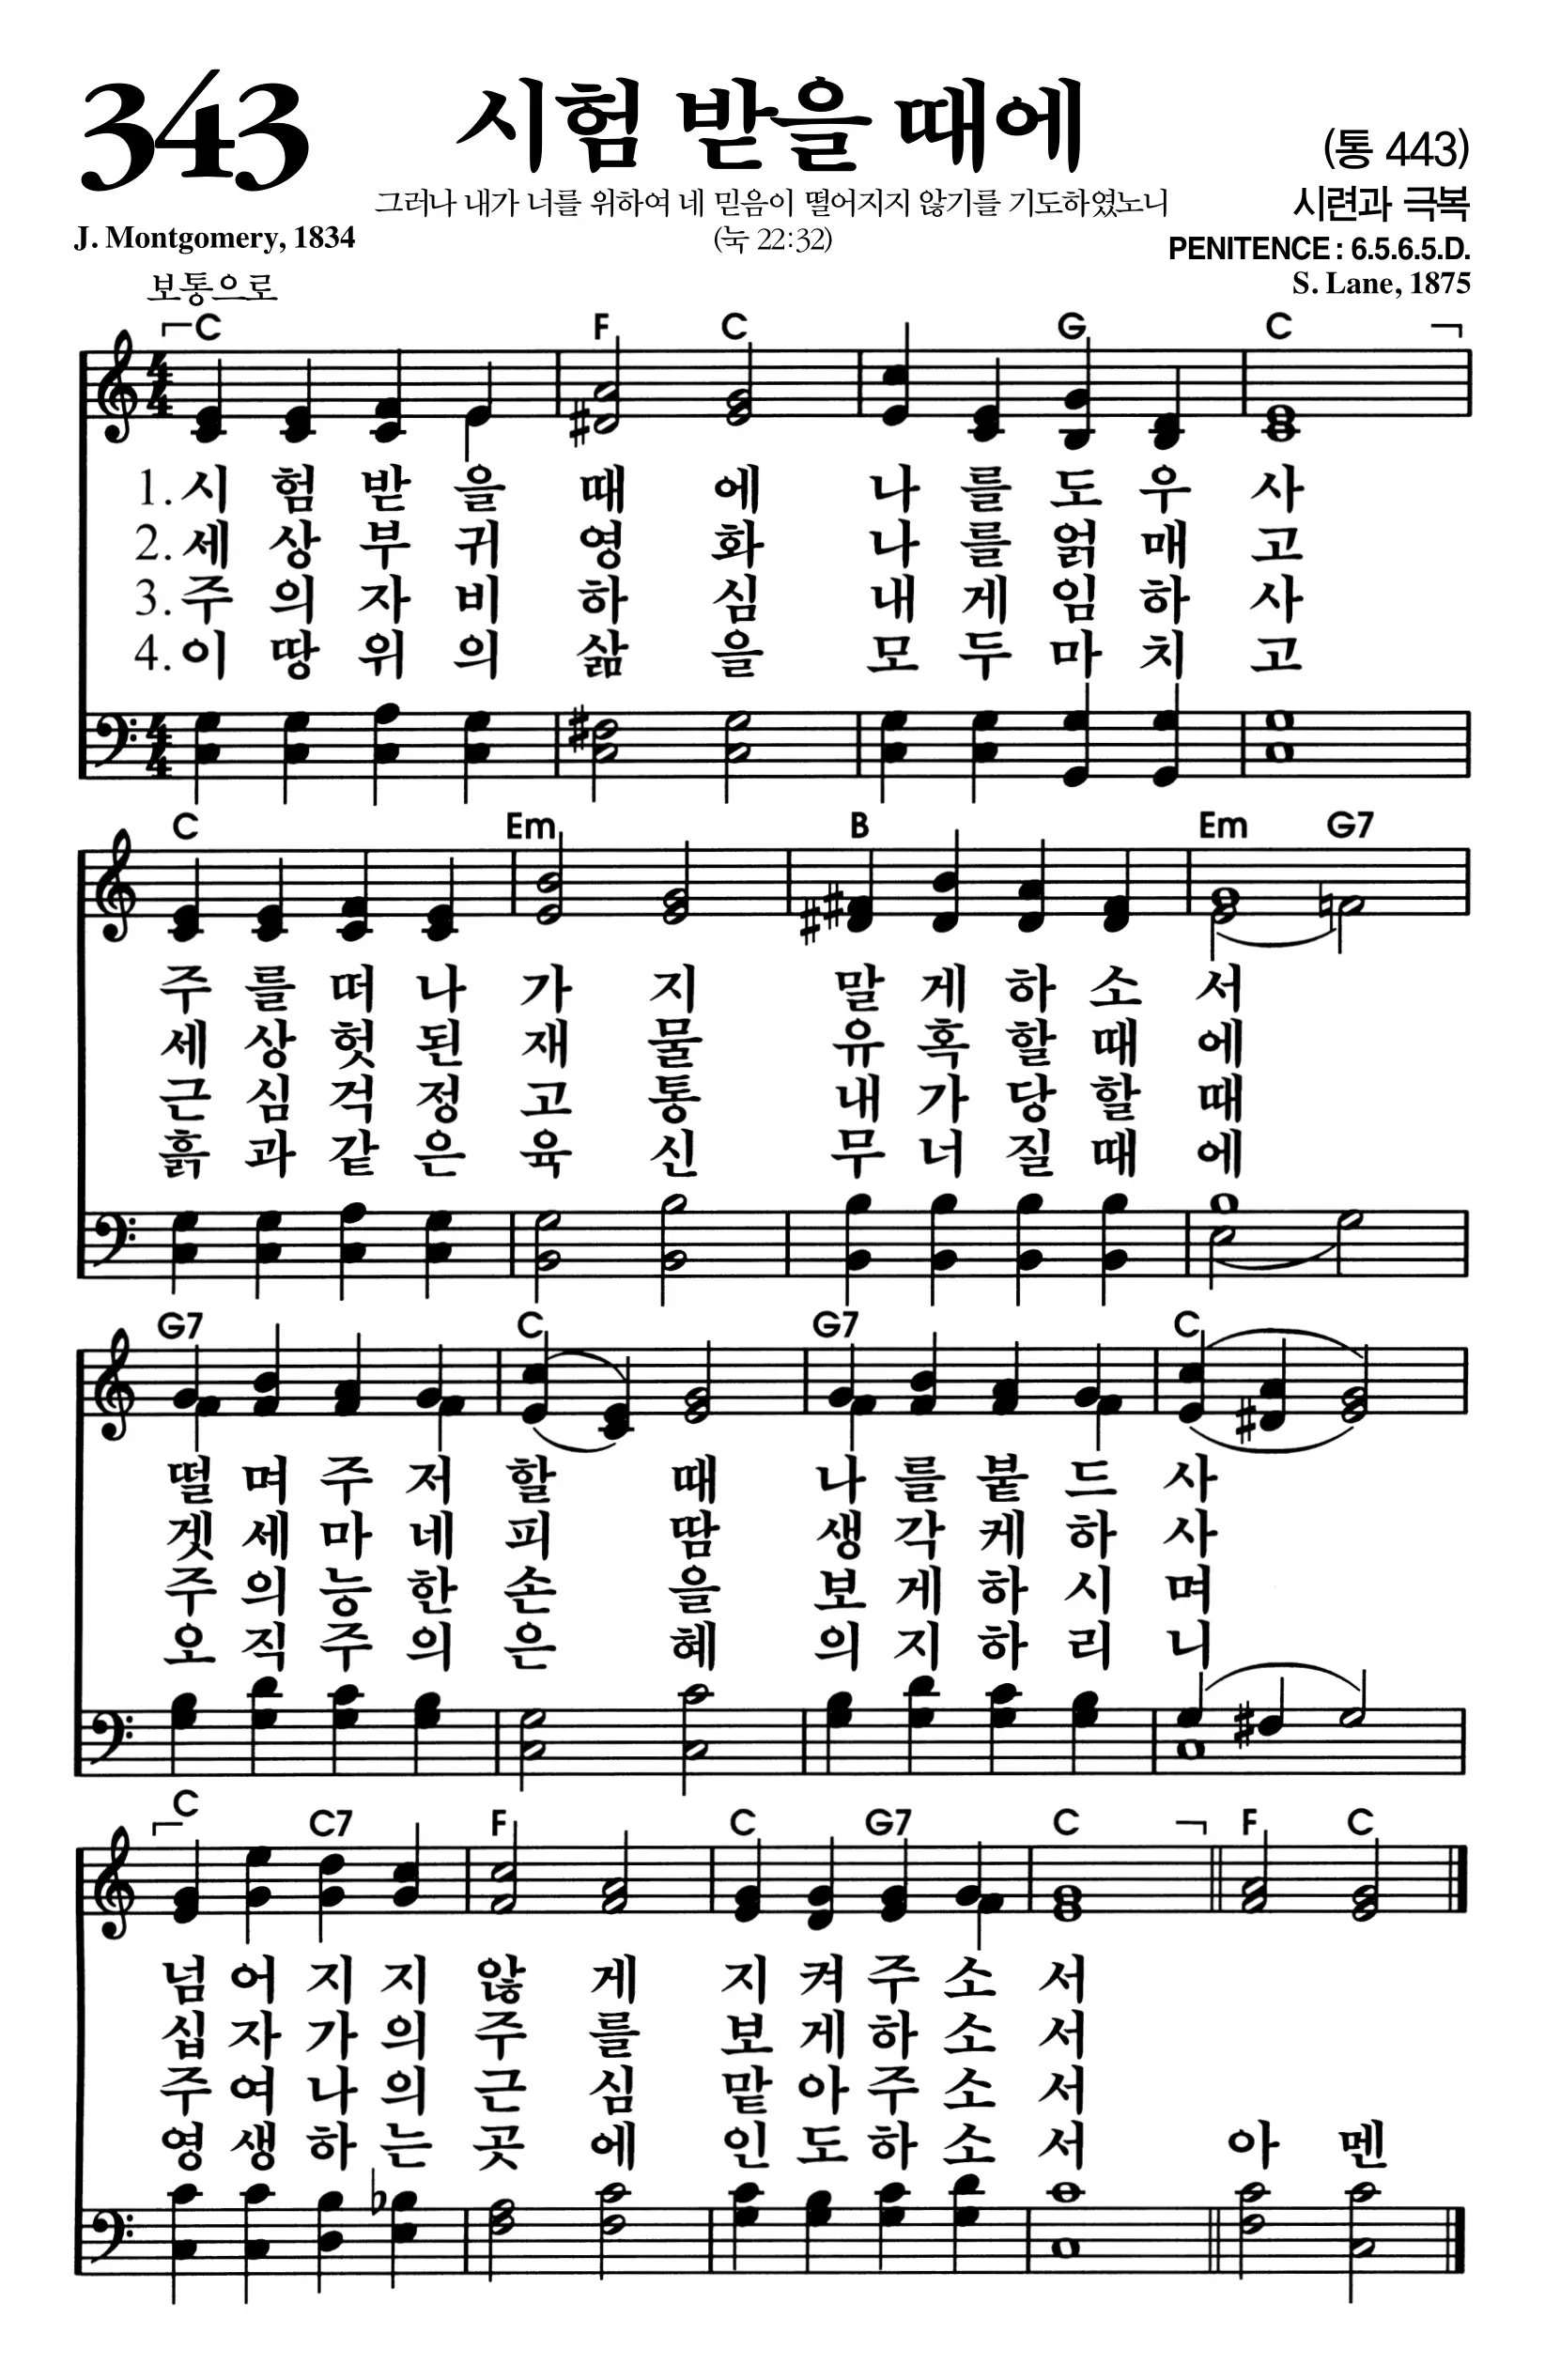 343 시험 받을 때에 (통 443)
그러나 내가 너를 위하여 네 믿음이 떨어지지 않기를 기도하였노니 시련과 극복
J. Montgomery, 1834 (눅 22:32) PENITENCE : 6.5.6.5.D.
보통으로 S. Lane, 1875
C F C G C
1. 시 험 받 을 때 에 나 를 도 우 사
2. 세 상 부 귀 영 화 나 를 얽 매 고
3. 주 의 자 비 하 심 내 게 임 하 사
4. 이 땅 위 의 삶 을 모 두 마 치 고
C Em B Em G7
주 를 떠 나 가 지 말 게 하 소 서
세 상 헛 된 재 물 유 혹 할 때 에
근 심 걱 정 고 통 내 가 당 할 때
흙 과 같 은 육 신 무 너 질 때 에
G7 C G7 C
떨 며 주 저 할 때 나 를 붙 드 사
겟 세 마 네 피 땀 생 각 케 하 사
주 의 능 한 손 을 보 게 하 시 며
오 직 주 의 은 혜 의 지 하 리 니
C C7 F C G7 C F C
넘 어 지 지 않 게 지 켜 주 소 서
십 자 가 의 주 를 보 게 하 소 서
주 여 나 의 근 심 맡 아 주 소 서
영 생 하 는 곳 에 인 도 하 소 서 아 멘